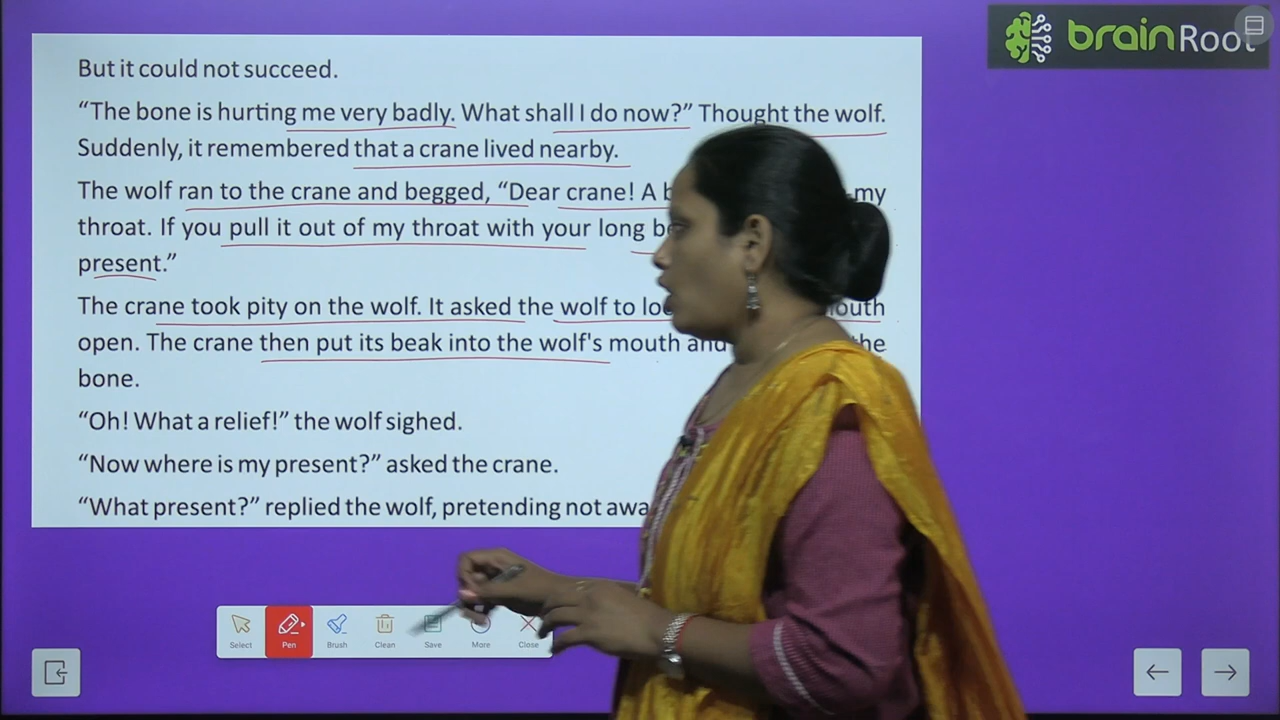 But it could not succeed.
“The bone is hurting me very badly. What shall I do now?” Thought the wolf.
Suddenly, it remembered that a crane lived nearby.
The wolf ran to the crane and begged, “Dear crane! A my
throat. If you pull it out of my throat with your long
present.”
The crane took pity on the wolf. It asked the wolf to mouth
open. The crane then put its beak into the wolf's mouth and the
bone.
“Oh! What a relief!” the wolf sighed.
“Now where is my present?” asked the crane.
“What present?” replied the wolf, pretending not
brainRoot
Select Pen Brush Clean Save More Close